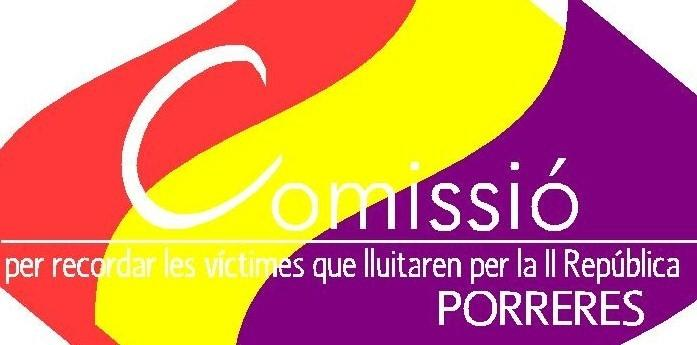 Comissió
per recordar les víctimes que lluitaren per la II República
PORRERES